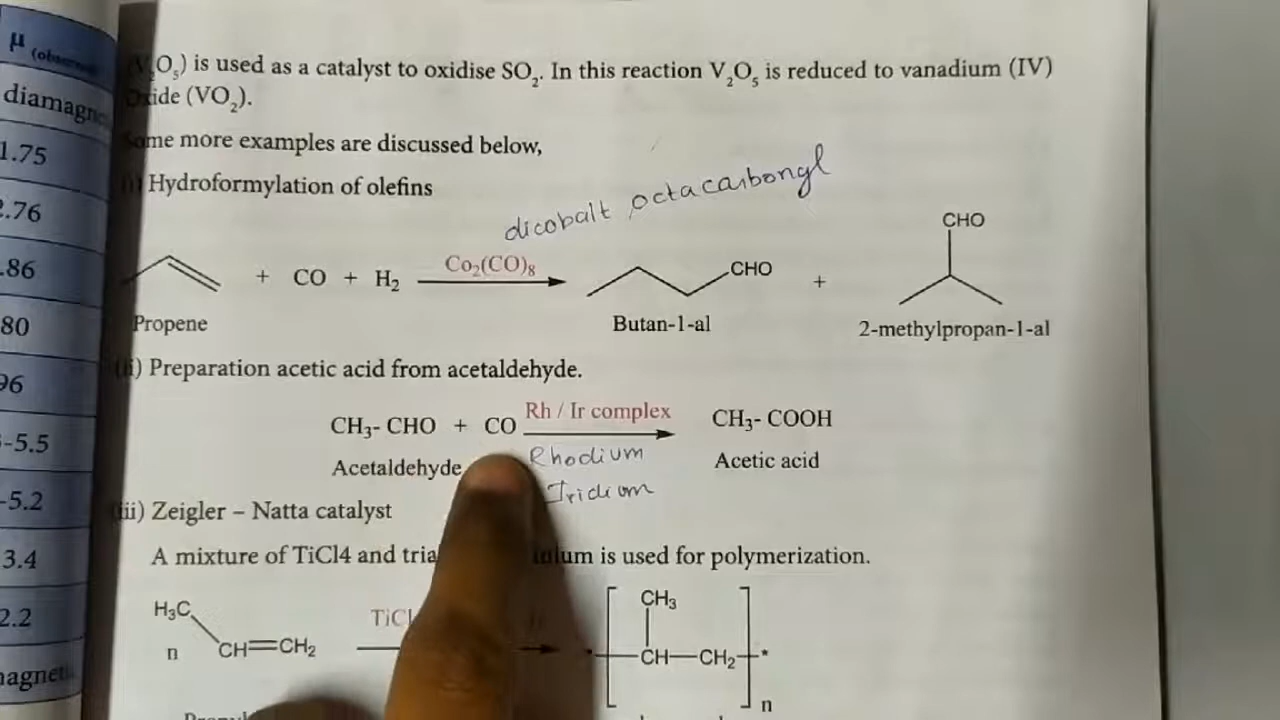 μ (obser
diamagn
1.75
.76
.86
80
96
-5.5
-5.2
3.4
2.2
agnet
O5) is used as a catalyst to oxidise SO2. In this reaction V2O5 is reduced to vanadium (IV)
ide (VO2).
me more examples are discussed below,
Hydroformylation of olefins
dicobalt octacarbonyl
+ CO + H2 Co2(CO)8 CHO + CHO
Propene Butan-1-al 2-methylpropan-1-al
(ii) Preparation acetic acid from acetaldehyde.
CH3- CHO + CO Rh / Ir complex CH3- COOH
Acetaldehyde Rhodium Acetic acid
Iridium
(iii) Zeigler – Natta catalyst
A mixture of TiCl4 and tria is used for polymerization.
H3C TiCl CH3
n CH=CH2 CH—CH2 * n